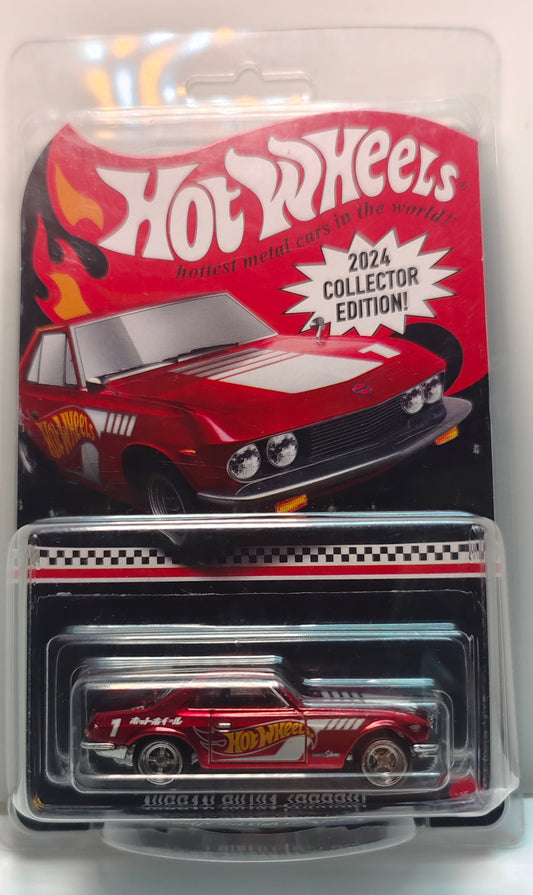 HOT WHEELS®
hottest metal cars in the world!
2024
COLLECTOR
EDITION!
1
HOT WHEELS
1
ホットホイール
HOT WHEELS